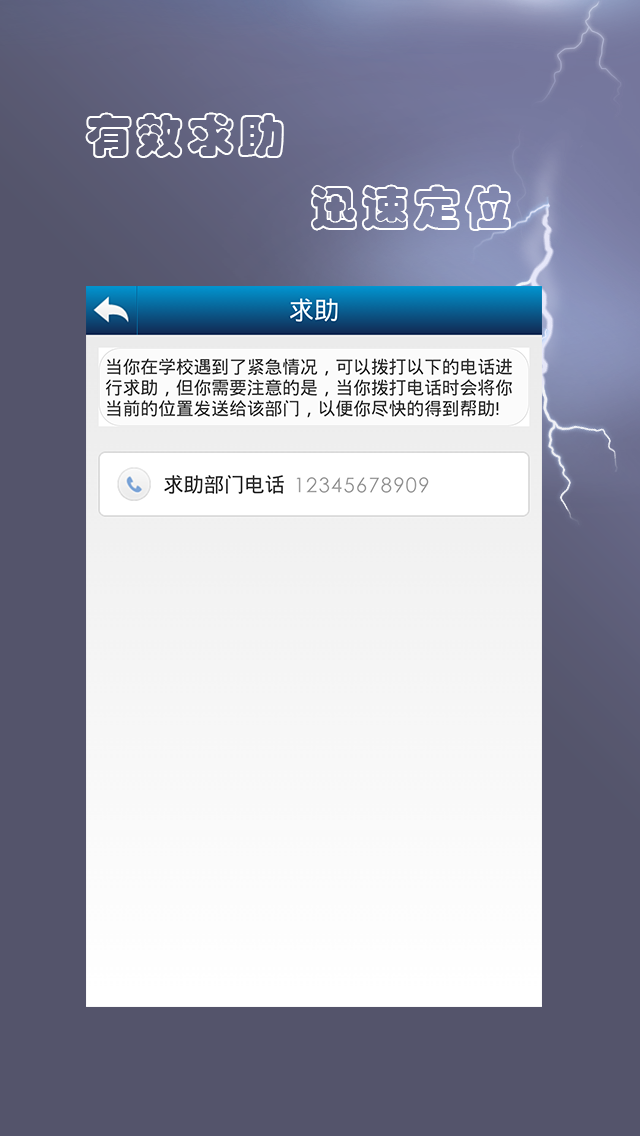 有效求助
迅速定位
求助
当你在学校遇到了紧急情况，可以拨打以下的电话进
行求助，但你需要注意的是，当你拨打电话时会将你
当前的位置发送给该部门，以便你尽快的得到帮助!
求助部门电话 12345678909